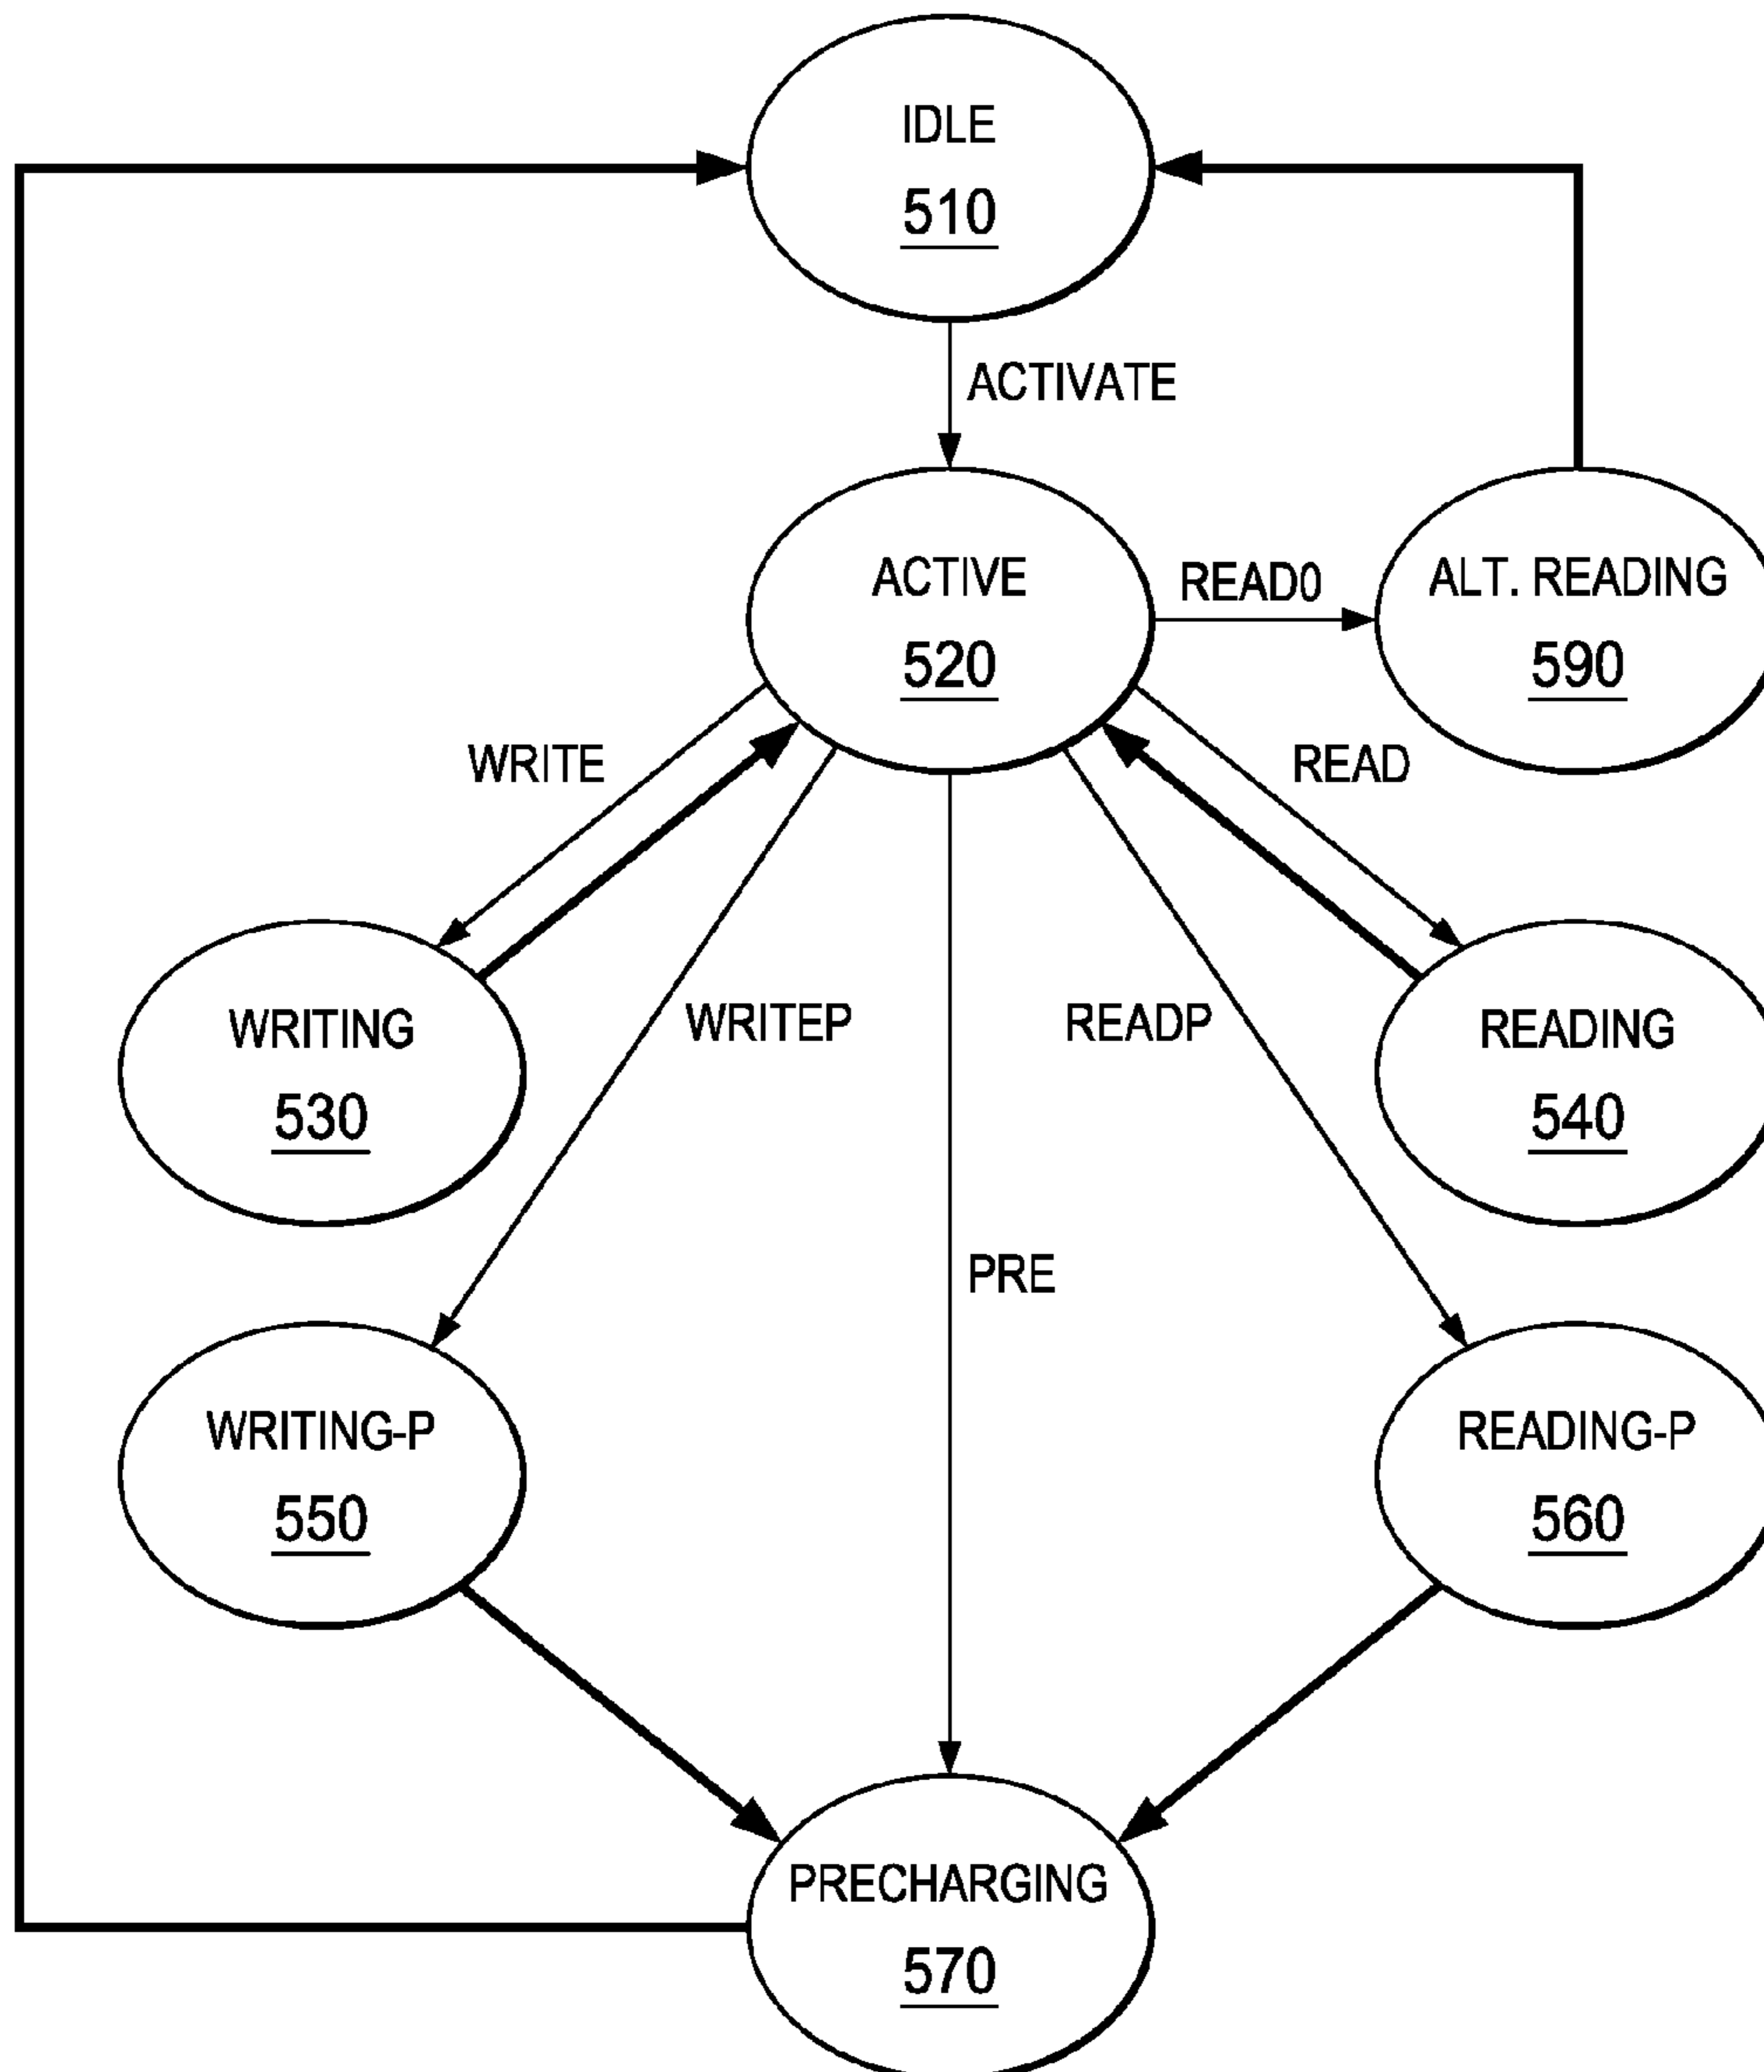 IDLE
510
ACTIVATE
ACTIVE
520
READ0
ALT. READING
590
WRITE
READ
WRITING
530
WRITEP
READP
READING
540
PRE
WRITING-P
550
READING-P
560
PRECHARGING
570